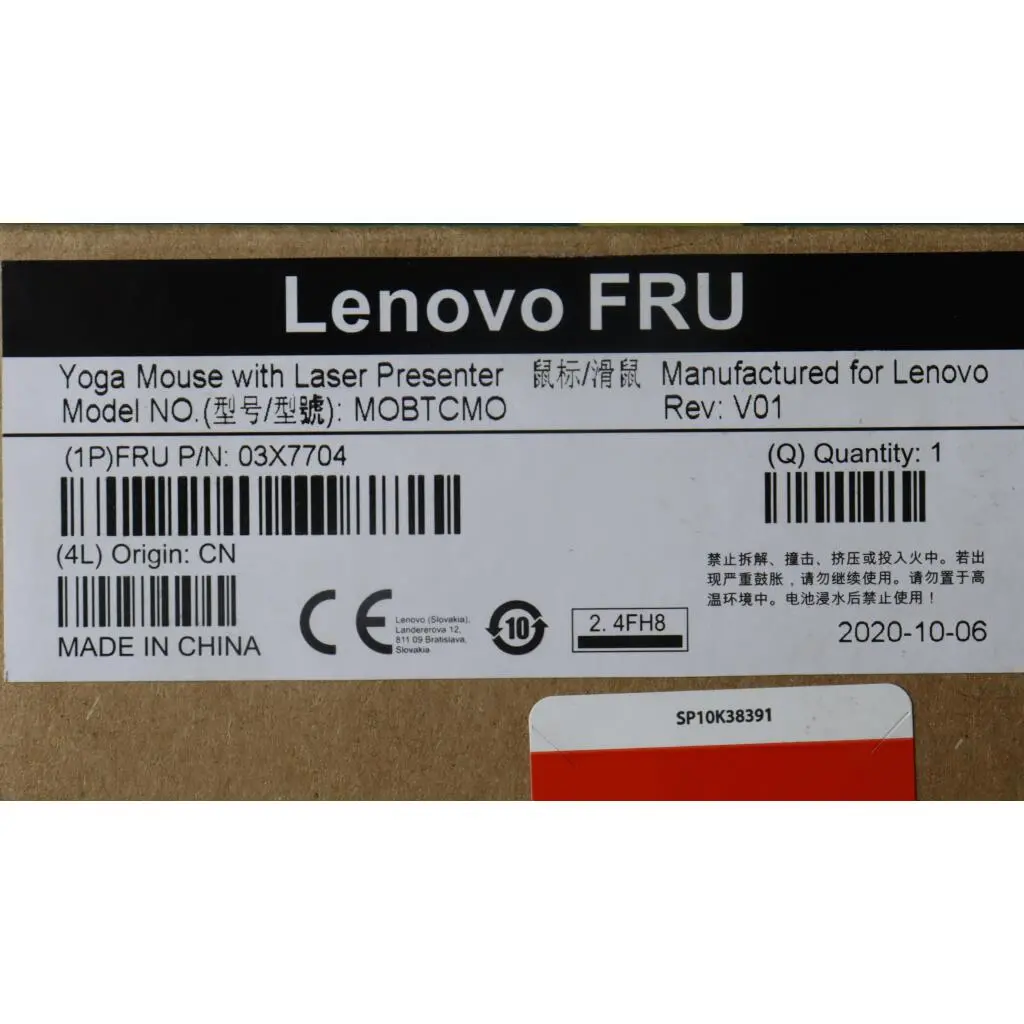 Lenovo FRU
Yoga Mouse with Laser Presenter 鼠标/滑鼠 Manufactured for Lenovo
Model NO.(型号/型號): MOBTCMO Rev: V01
(1P)FRU P/N: 03X7704
(Q) Quantity: 1
(4L) Origin: CN
MADE IN CHINA
CE
Lenovo (Slovakia),
Landererova 12,
811 09 Bratislava,
Slovakia
10
2.4FH8
禁止拆解、撞击、挤压或投入火中。若出
现严重鼓胀，请勿继续使用。请勿置于高
温环境中。电池浸水后禁止使用！
2020-10-06
SP10K38391